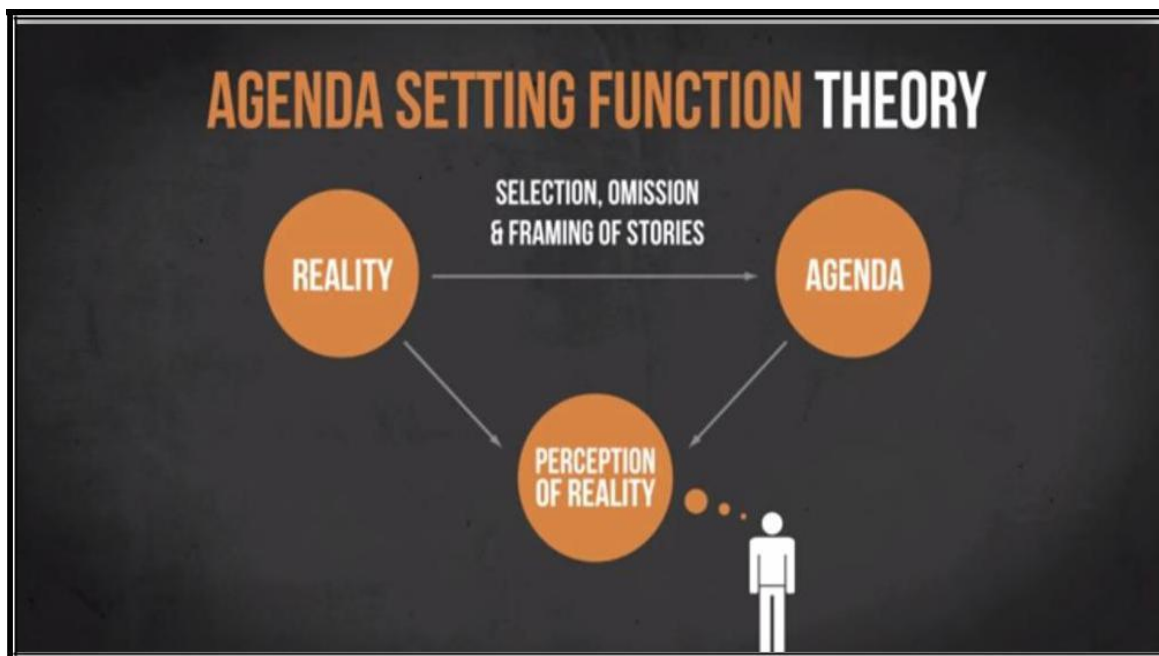 AGENDA SETTING FUNCTION THEORY
SELECTION, OMISSION
& FRAMING OF STORIES
REALITY
AGENDA
PERCEPTION
OF REALITY